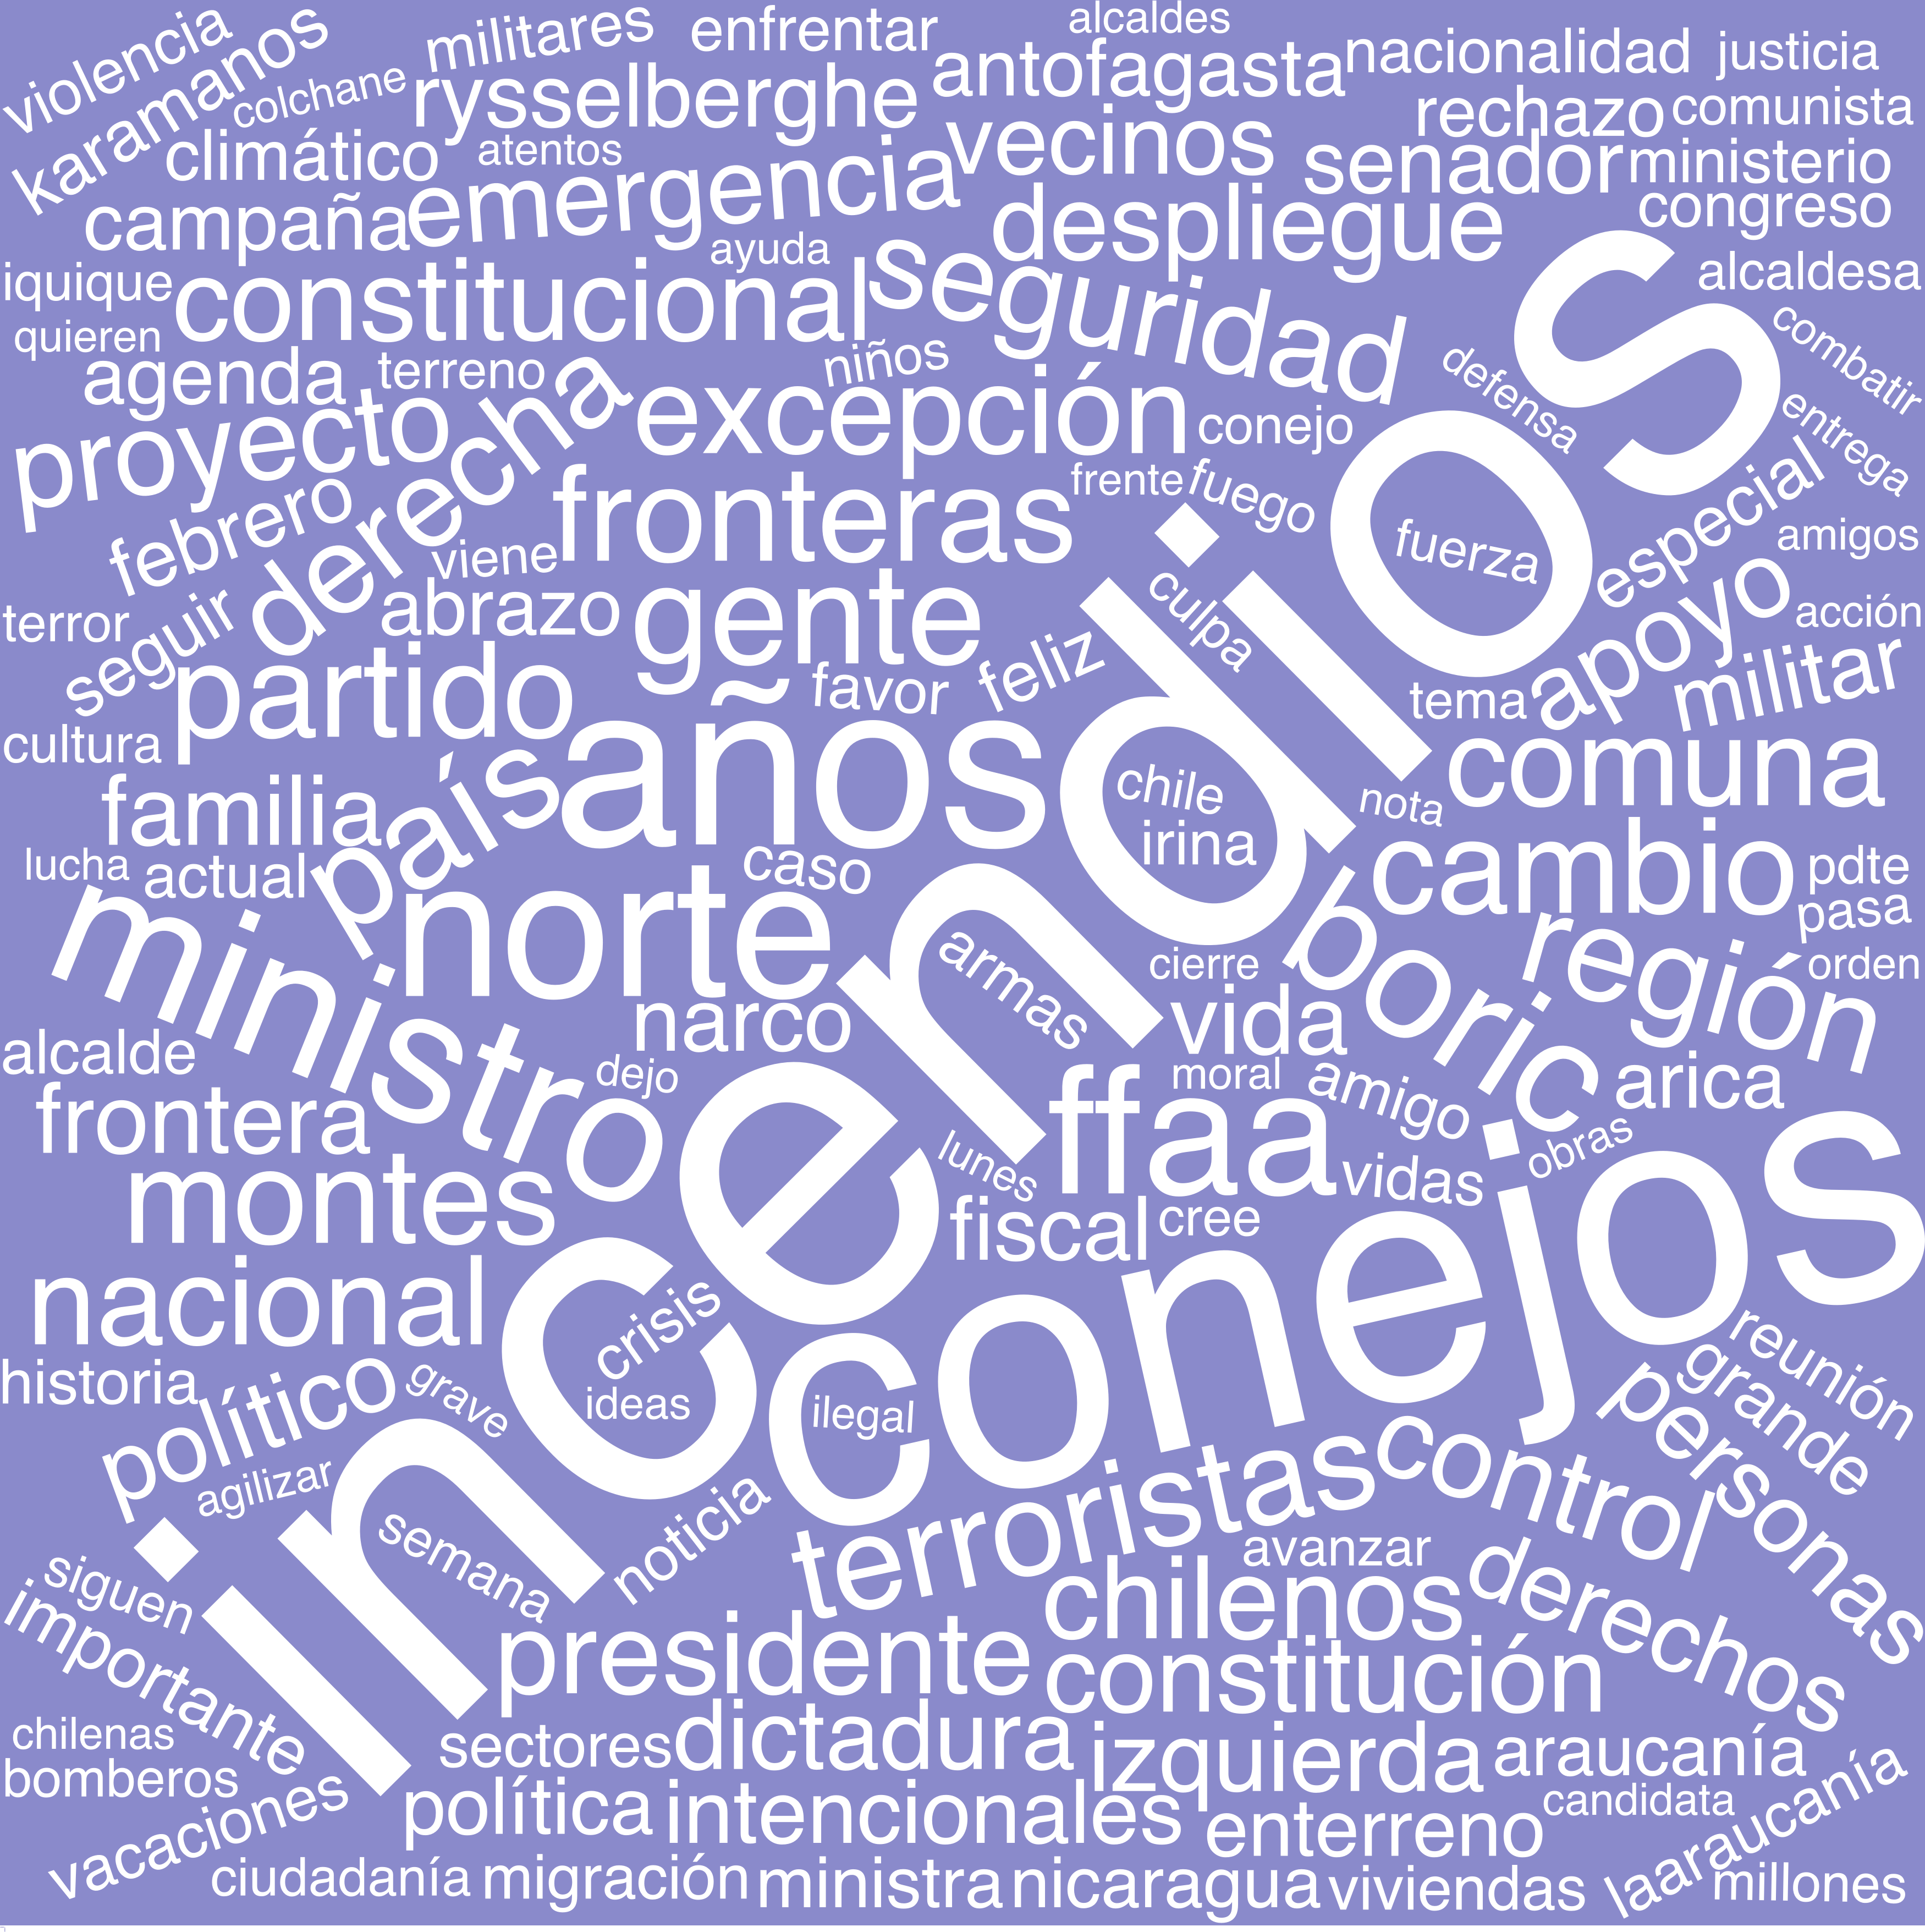 violencia
karamanos
colchane
militares
enfrentar
alcaldes
rysselberghe
antofagasta
nacionalidad
justicia
climático
atentos
vecinos
rechazo
comunista
campaña
emergencia
senador
ministerio
despliegue
congreso
iquique
constitucional
ayuda
seguridad
alcaldesa
quieren
agenda
terreno
niños
combatir
proyecto
derecha
excepción
conejo
defensa
entrega
febrero
fronteras
frente
fuego
fuerza
especial
amigos
viene
terror
seguir
abrazo
gente
culpa
apoyo
acción
partido
favor
feliz
tema
militar
cultura
país
años
incendios
chile
irina
nota
comuna
familia
lucha
actual
caso
cambio
pdte
pasa
ministro
norte
armas
cierre
boric
región
orden
narco
vida
alcalde
dejo
moral
amigo
arica
frontera
ffaa
obras
montes
lunes
vidas
fiscal
cree
conejos
nacional
crisis
ideas
ilegal
historia
político
grave
reunión
grande
personas
agilizar
semana
noticia
terroristas
control
siguen
avanzar
importante
chilenos
derechos
presidente
constitución
chilenas
sectores
dictadura
izquierda
araucanía
bomberos
vacaciones
política
intencionales
enterreno
candidata
laaraucanía
ciudadanía
migración
ministra
nicaragua
viviendas
millones